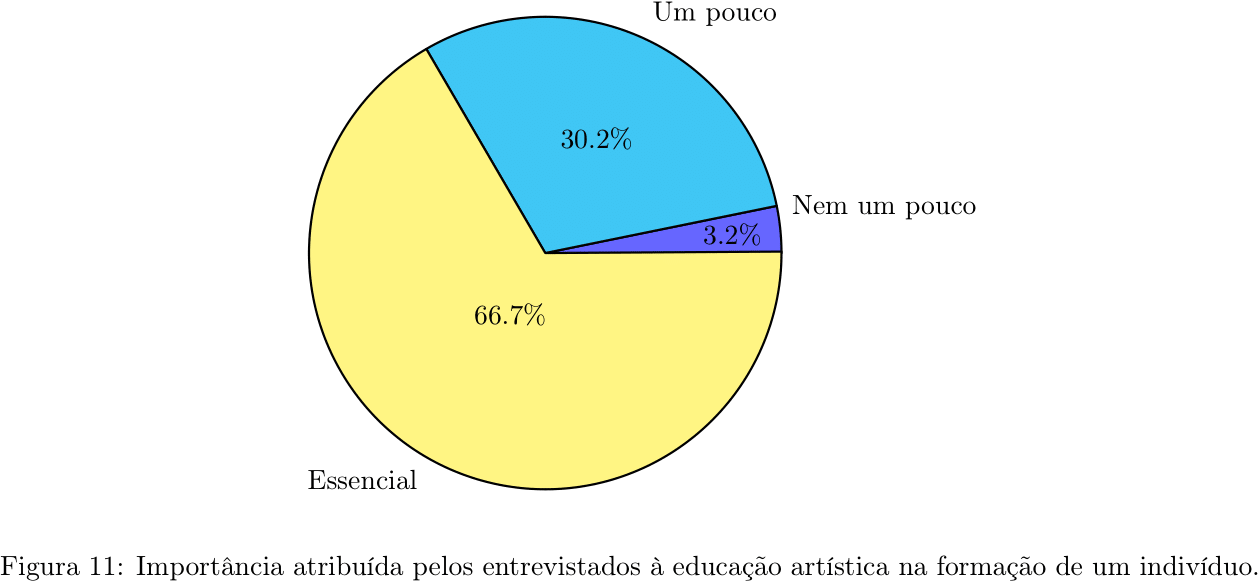 Um pouco
30.2%
Nem um pouco
3.2%
66.7%
Essencial
Figura 11: Importância atribuída pelos entrevistados à educação artística na formação de um indivíduo.